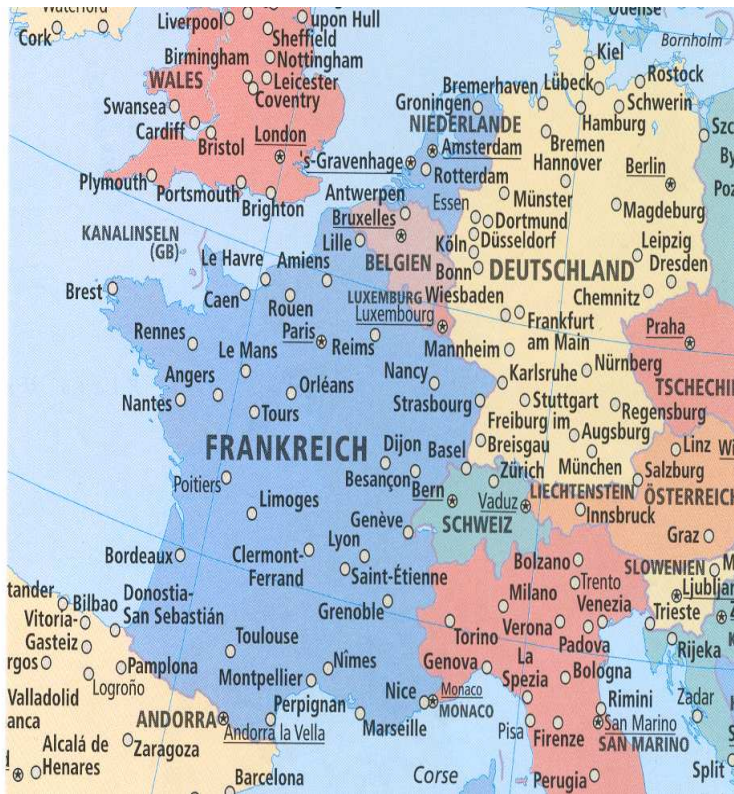 Waterford
Cork
Liverpool
upon Hull
Sheffield
Birmingham
Nottingham
WALES
Leicester
Coventry
Swansea
Cardiff
Bristol
London
Plymouth
Portsmouth
Brighton
Odense
Bornholm
Kiel
Bremerhaven
Lübeck
Rostock
Groningen
Schwerin
NIEDERLANDE
Hamburg
Amsterdam
Bremen
's-Gravenhage
Hannover
Berlin
Rotterdam
Antwerpen
Essen
Münster
Bruxelles
Dortmund
Magdeburg
Lille
Köln
Düsseldorf
Leipzig
BELGIEN
Bonn
DEUTSCHLAND
Dresden
KANALINSELN
(GB)
Le Havre
Amiens
Chemnitz
Brest
Caen
Rouen
LUXEMBURG
Wiesbaden
Luxembourg
Frankfurt
am Main
Praha
Rennes
Paris
Reims
Mannheim
Le Mans
Nancy
Karlsruhe
Nürnberg
TSCHECHI
Angers
Orléans
Nantes
Strasbourg
Stuttgart
Regensburg
Tours
Freiburg im
Breisgau
Augsburg
FRANKREICH
Dijon
Basel
Linz
Wi
München
Zürich
Salzburg
Poitiers
Besançon
Bern
Vaduz
LIECHTENSTEIN
ÖSTERREICH
Limoges
SCHWEIZ
Innsbruck
Genève
Graz
Bordeaux
Clermont-
Ferrand
Lyon
Saint-Étienne
Bolzano
SLOWENIEN
M
Trento
Ljubljan
tander
Bilbao
Donostia-
San Sebastián
Grenoble
Milano
Venezia
Trieste
Z
Vitoria-
Gasteiz
Torino
Verona
Padova
Rijeka
K
Toulouse
rgos
Pamplona
Nîmes
Genova
La
Spezia
Bologna
Logroño
Montpellier
Valladolid
Nice
Monaco
MONACO
Rimini
Zadar
anca
Perpignan
San Marino
SAN MARINO
ANDORRA
Andorra la Vella
Marseille
Pisa
Firenze
Alcalá de
Henares
Zaragoza
Barcelona
Corse
Perugia
Split
Szc
By
Poz
d